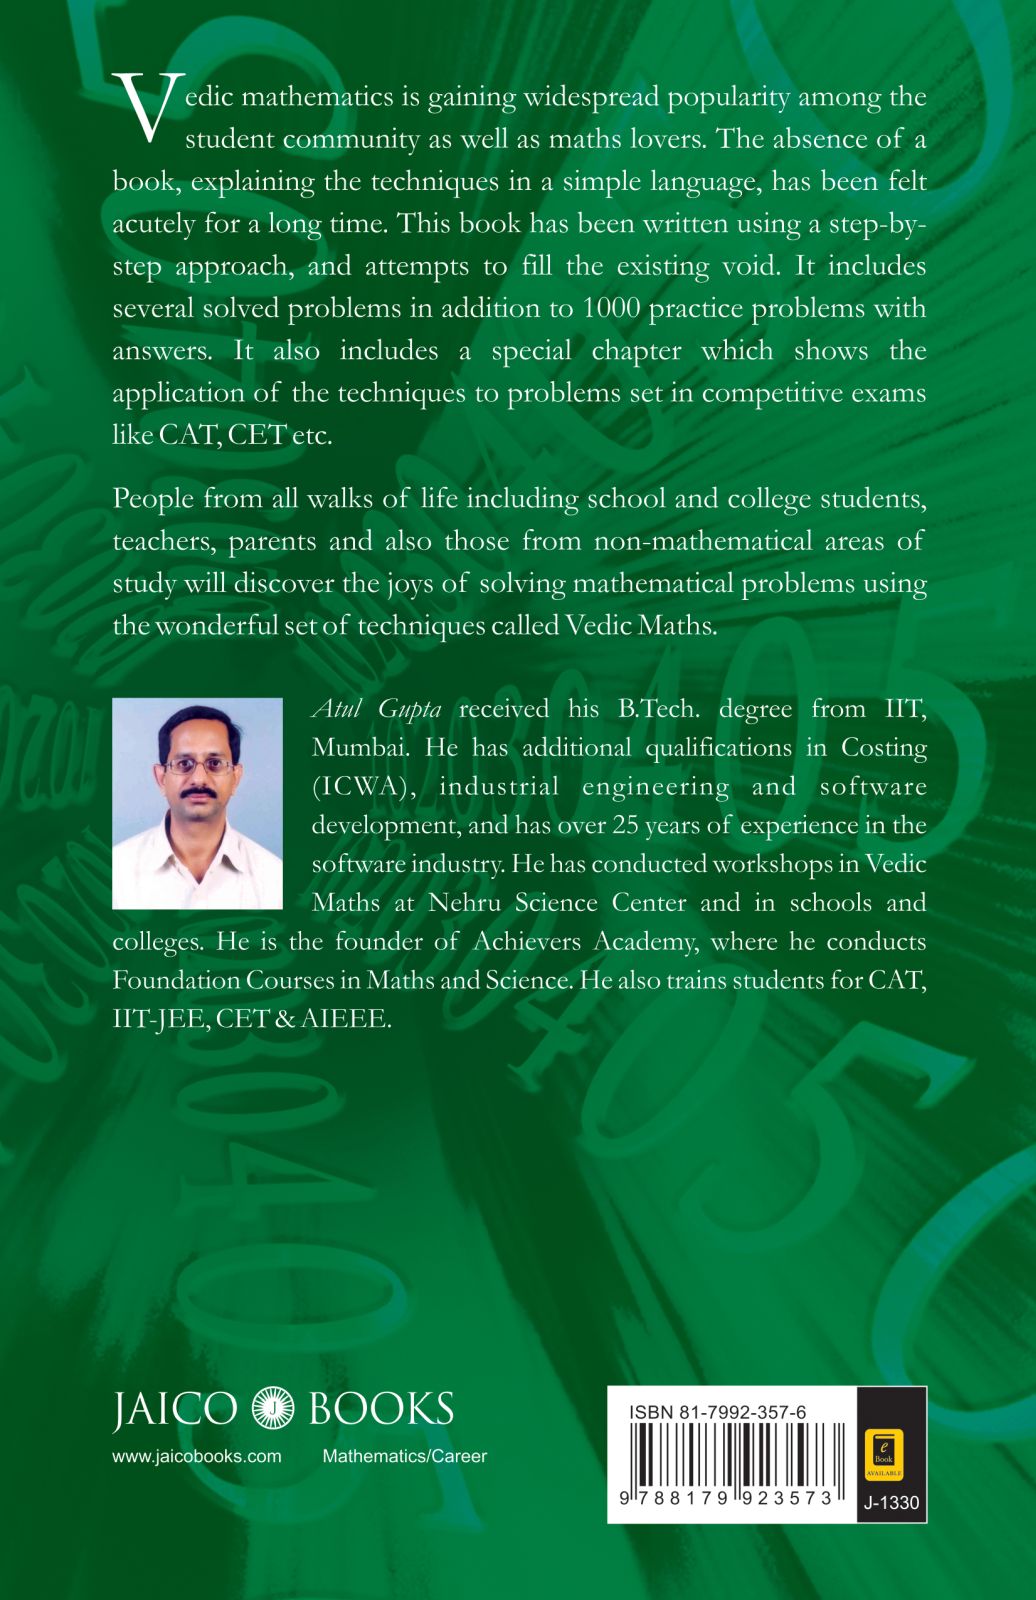 Vedic mathematics is gaining widespread popularity among the
student community as well as maths lovers. The absence of a
book, explaining the techniques in a simple language, has been felt
acutely for a long time. This book has been written using a step-by-
step approach, and attempts to fill the existing void. It includes
several solved problems in addition to 1000 practice problems with
answers. It also includes a special chapter which shows the
application of the techniques to problems set in competitive exams
like CAT, CET etc.
People from all walks of life including school and college students,
teachers, parents and also those from non-mathematical areas of
study will discover the joys of solving mathematical problems using
the wonderful set of techniques called Vedic Maths.
Atul Gupta received his B.Tech. degree from IIT,
Mumbai. He has additional qualifications in Costing
(ICWA), industrial engineering and software
development, and has over 25 years of experience in the
software industry. He has conducted workshops in Vedic
Maths at Nehru Science Center and in schools and
colleges. He is the founder of Achievers Academy, where he conducts
Foundation Courses in Maths and Science. He also trains students for CAT,
IIT-JEE, CET & AIEEE.
JAICO J BOOKS
www.jaicobooks.com Mathematics/Career
ISBN 81-7992-357-6
9 788179 923573
e
Book
AVAILABLE
J-1330